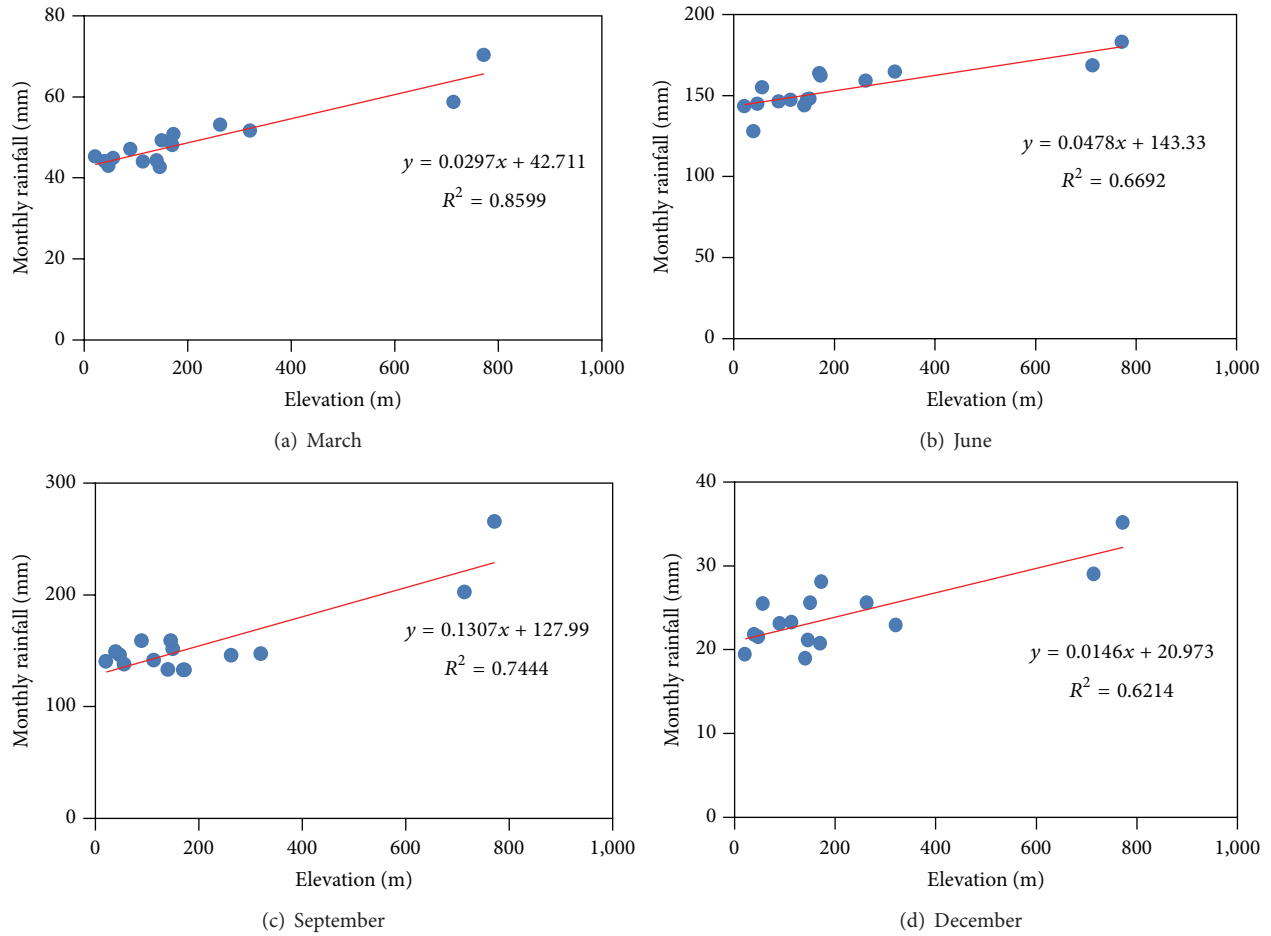 80
60
40
20
0
Monthly rainfall (mm)
y = 0.0297x + 42.711
R² = 0.8599
0 200 400 600 800 1,000
Elevation (m)
(a) March
200
150
100
50
0
Monthly rainfall (mm)
y = 0.0478x + 143.33
R² = 0.6692
0 200 400 600 800 1,000
Elevation (m)
(b) June
300
200
100
0
Monthly rainfall (mm)
y = 0.1307x + 127.99
R² = 0.7444
0 200 400 600 800 1,000
Elevation (m)
(c) September
40
30
20
10
0
Monthly rainfall (mm)
y = 0.0146x + 20.973
R² = 0.6214
0 200 400 600 800 1,000
Elevation (m)
(d) December